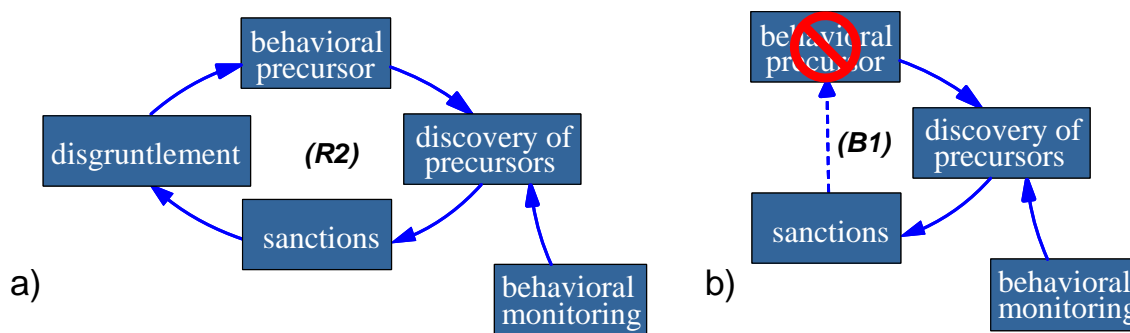 behavioral
precursor
disgruntlement
(R2)
discovery of
precursors
sanctions
behavioral
monitoring
a)
behavioral
precursor
(B1)
discovery of
precursors
sanctions
behavioral
monitoring
b)